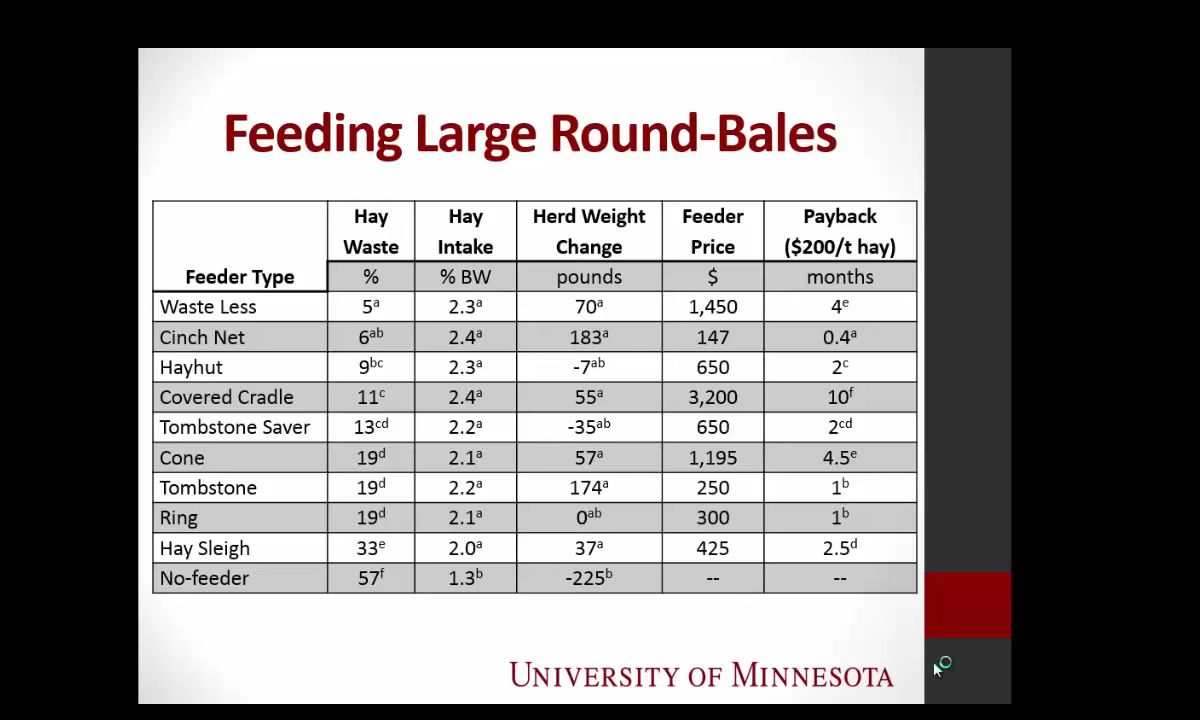 Feeding Large Round-Bales
Feeder Type Hay Waste Hay Intake Herd Weight Change Feeder Price Payback ($200/t hay)
% % BW pounds $ months
Waste Less 5ᵃ 2.3ᵃ 70ᵃ 1,450 4ᵉ
Cinch Net 6ᵃᵇ 2.4ᵃ 183ᵃ 147 0.4ᵃ
Hayhut 9ᵇᶜ 2.3ᵃ -7ᵃᵇ 650 2ᶜ
Covered Cradle 11ᶜ 2.4ᵃ 55ᵃ 3,200 10ᶠ
Tombstone Saver 13ᶜᵈ 2.2ᵃ -35ᵃᵇ 650 2ᶜᵈ
Cone 19ᵈ 2.1ᵃ 57ᵃ 1,195 4.5ᵉ
Tombstone 19ᵈ 2.2ᵃ 174ᵃ 250 1ᵇ
Ring 19ᵈ 2.1ᵃ 0ᵃᵇ 300 1ᵇ
Hay Sleigh 33ᵉ 2.0ᵃ 37ᵃ 425 2.5ᵈ
No-feeder 57ᶠ 1.3ᵇ -225ᵇ -- --
UNIVERSITY OF MINNESOTA